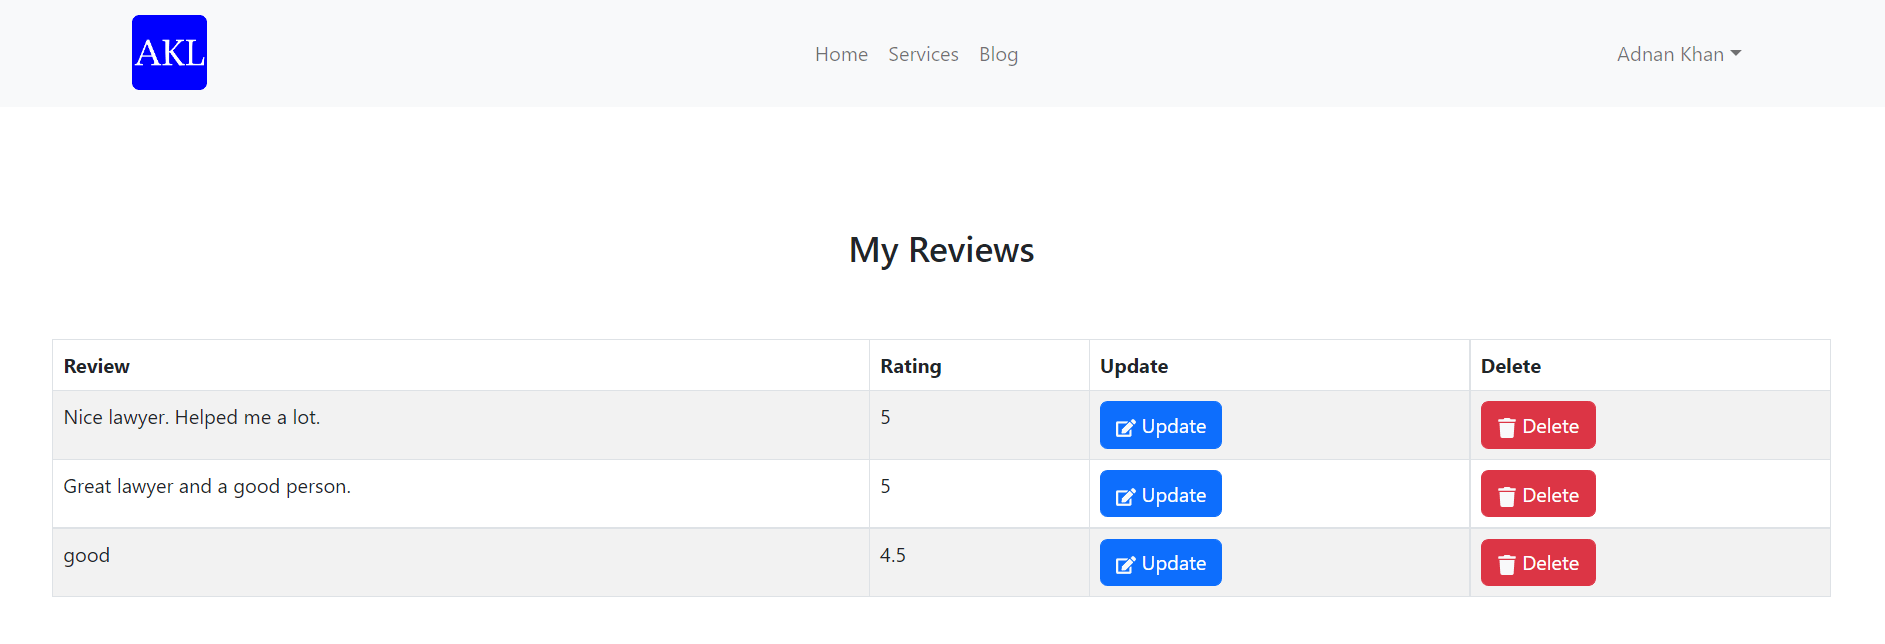 AKL
Home Services Blog
Adnan Khan
My Reviews
Review Rating Update Delete
Nice lawyer. Helped me a lot. 5 Update Delete
Great lawyer and a good person. 5 Update Delete
good 4.5 Update Delete